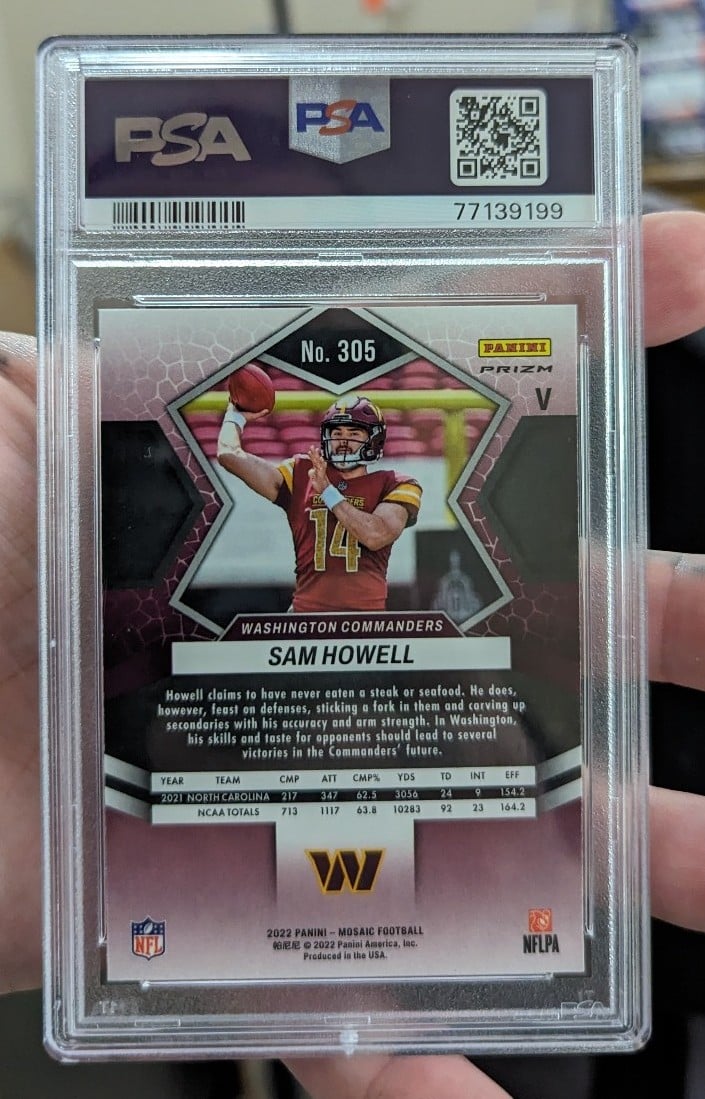 PSA
PSA
77139199
No. 305
PANINI
PRIZM
V
COMMANDERS
14
WASHINGTON COMMANDERS
SAM HOWELL
Howell claims to have never eaten a steak or seafood. He does,
however, feast on defenses, sticking a fork in them and carving up
secondaries with his accuracy and arm strength. In Washington,
his skills and taste for opponents should lead to several
victories in the Commanders' future.
YEAR TEAM CMP ATT CMP% YDS TD INT EFF
2021 NORTH CAROLINA 217 347 62.5 3056 24 9 154.2
NCAA TOTALS 713 1117 63.8 10283 92 23 164.2
W
2022 PANINI – MOSAIC FOOTBALL
帕尼尼 © 2022 Panini America, Inc.
Produced in the USA.
NFL
NFLPA
PSA